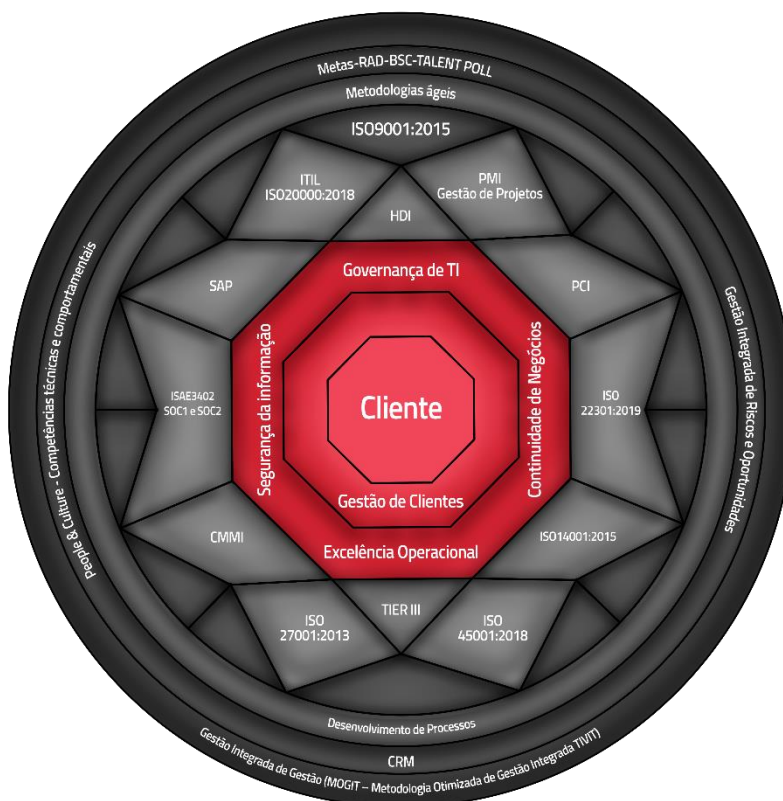 Metas-RAD-BSC-TALENT POLL
Metodologias ágeis
ISO9001:2015
ITIL
ISO20000:2018
PMI
Gestão de Projetos
HDI
SAP
Governança de TI
PCI
People & Culture - Competências técnicas e comportamentais
ISAE3402
SOC1 e SOC2
Segurança da informação
Cliente
Gestão de Clientes
Continuidade de Negócios
ISO
22301:2019
Gestão Integrada de Riscos e Oportunidades
CMMI
Excelência Operacional
ISO14001:2015
ISO
27001:2013
TIER III
ISO
45001:2018
Desenvolvimento de Processos
CRM
Gestão Integrada de Gestão (MOGIT – Metodologia Otimizada de Gestão Integrada TIVIT)